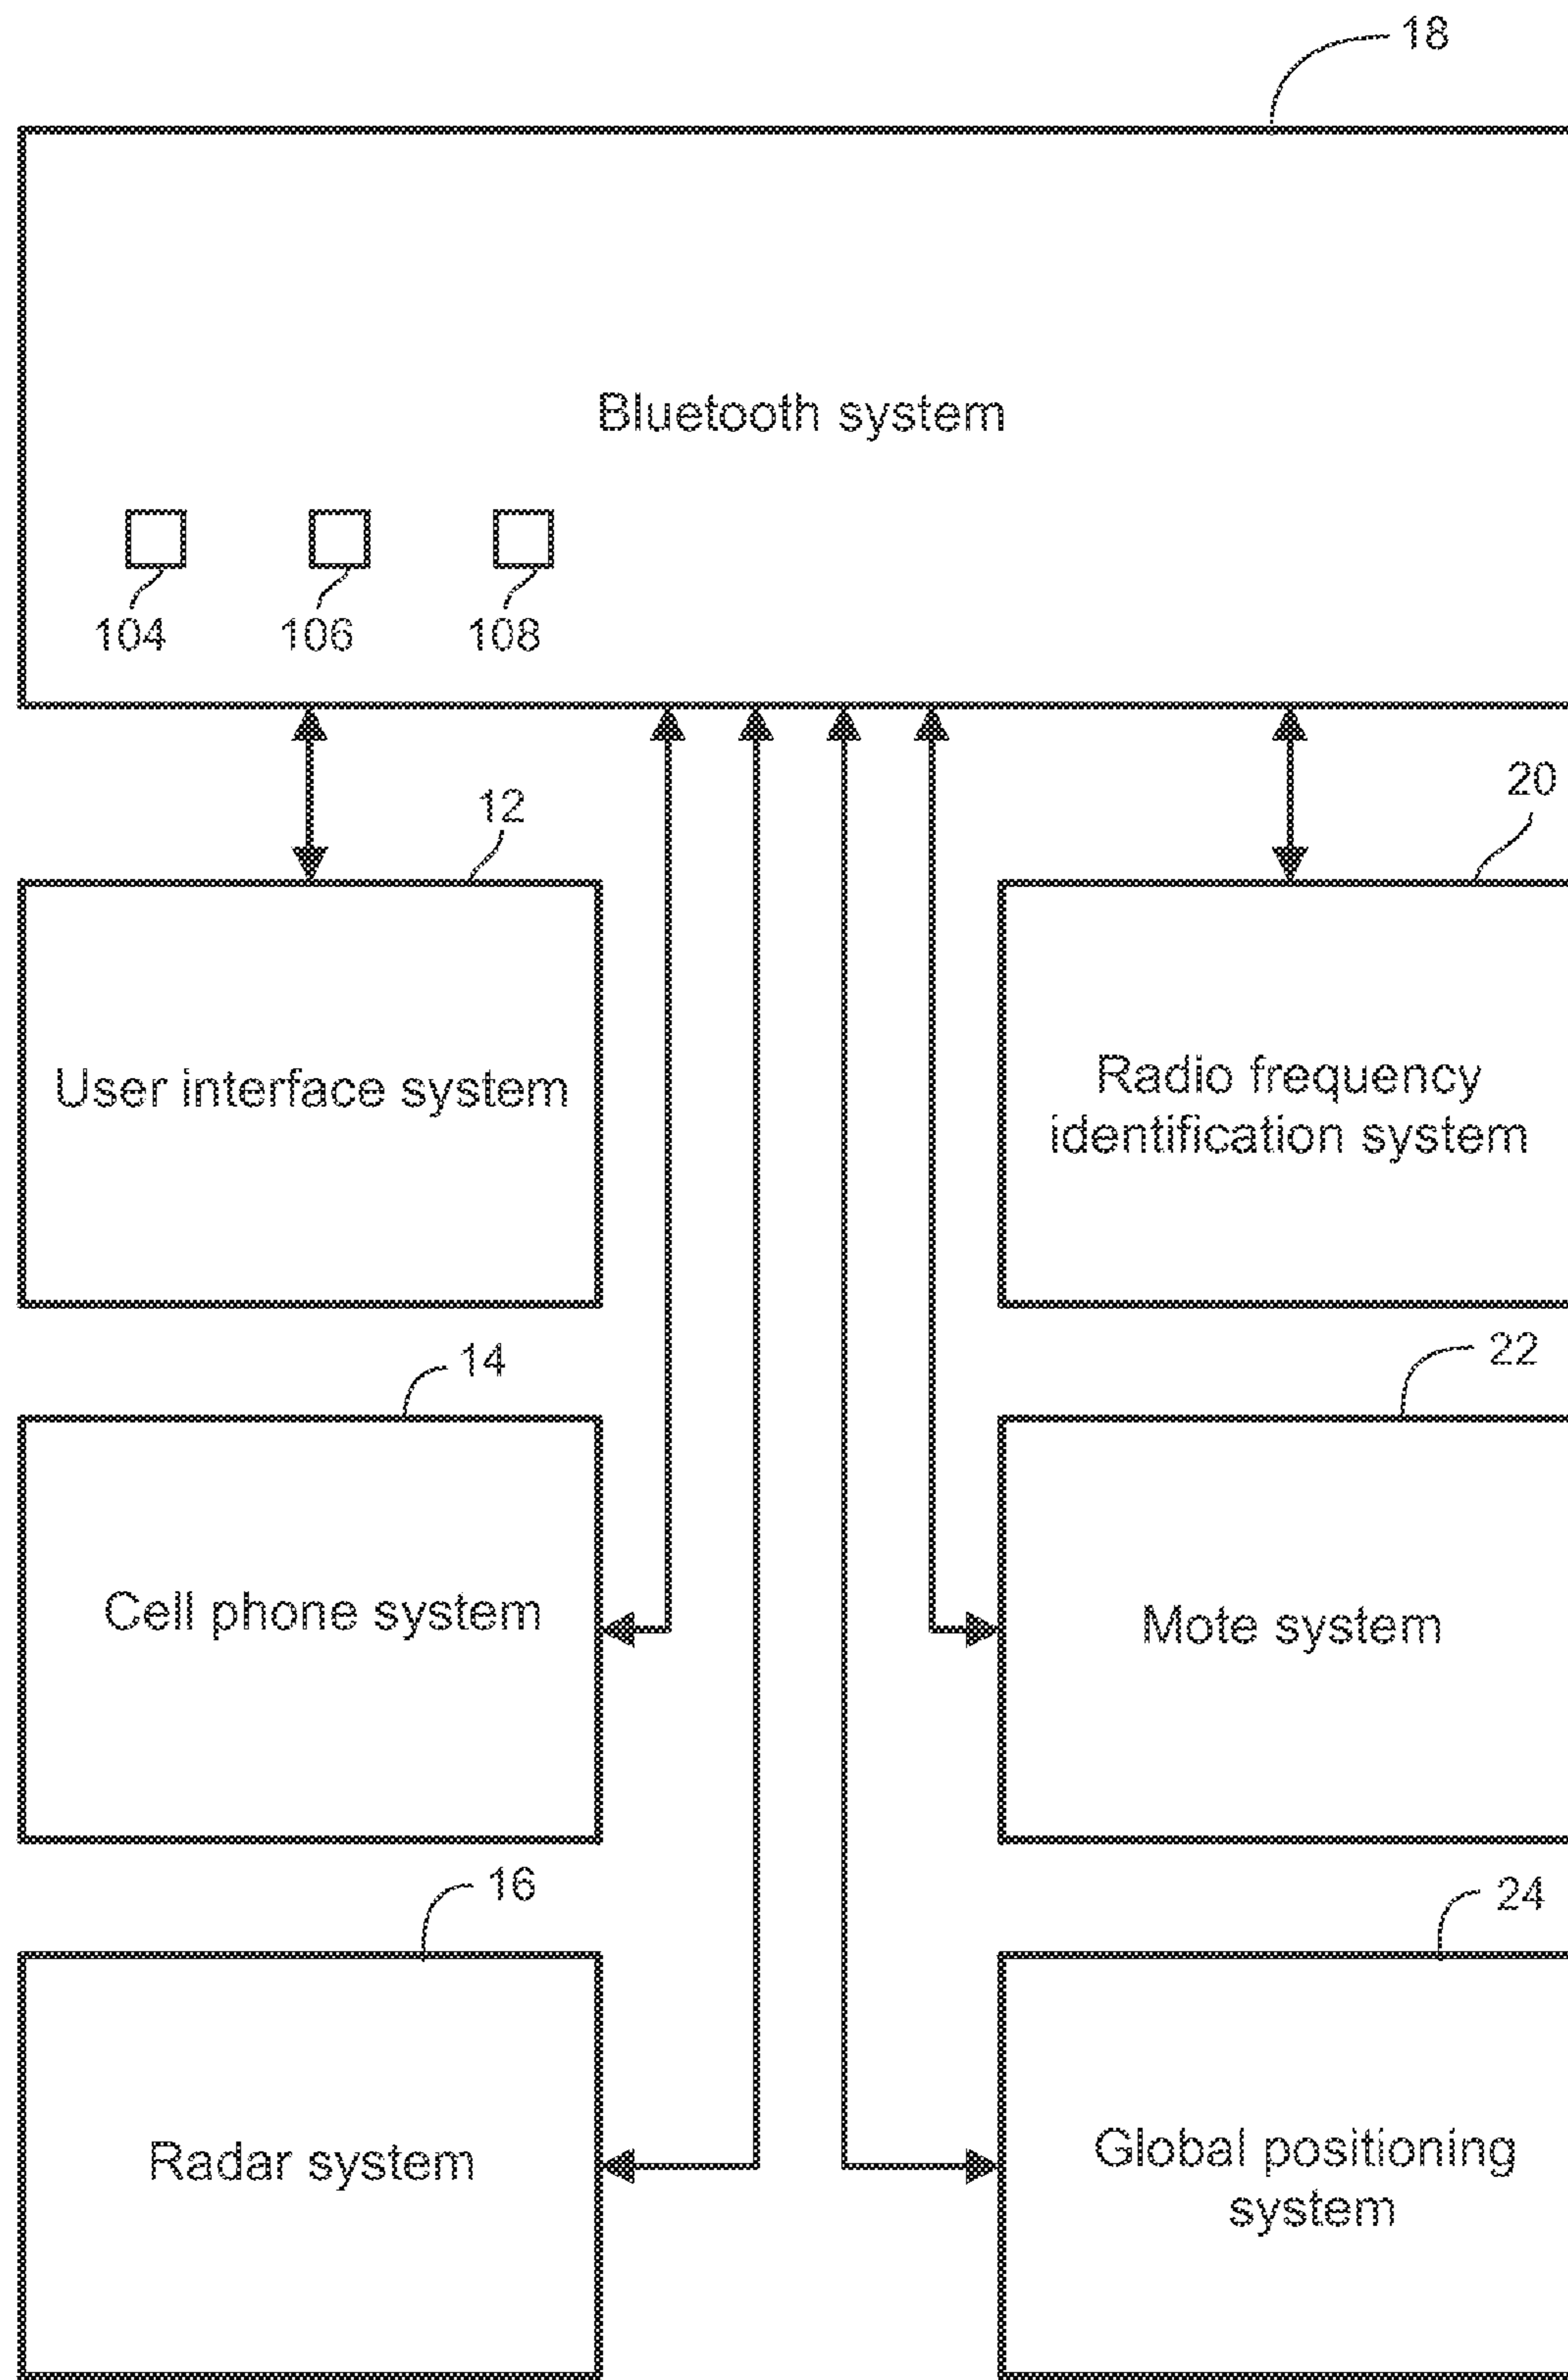 18
Bluetooth system
104
106
108
12
20
User interface system
Radio frequency
identification system
14
22
Cell phone system
Mote system
16
24
Radar system
Global positioning
system